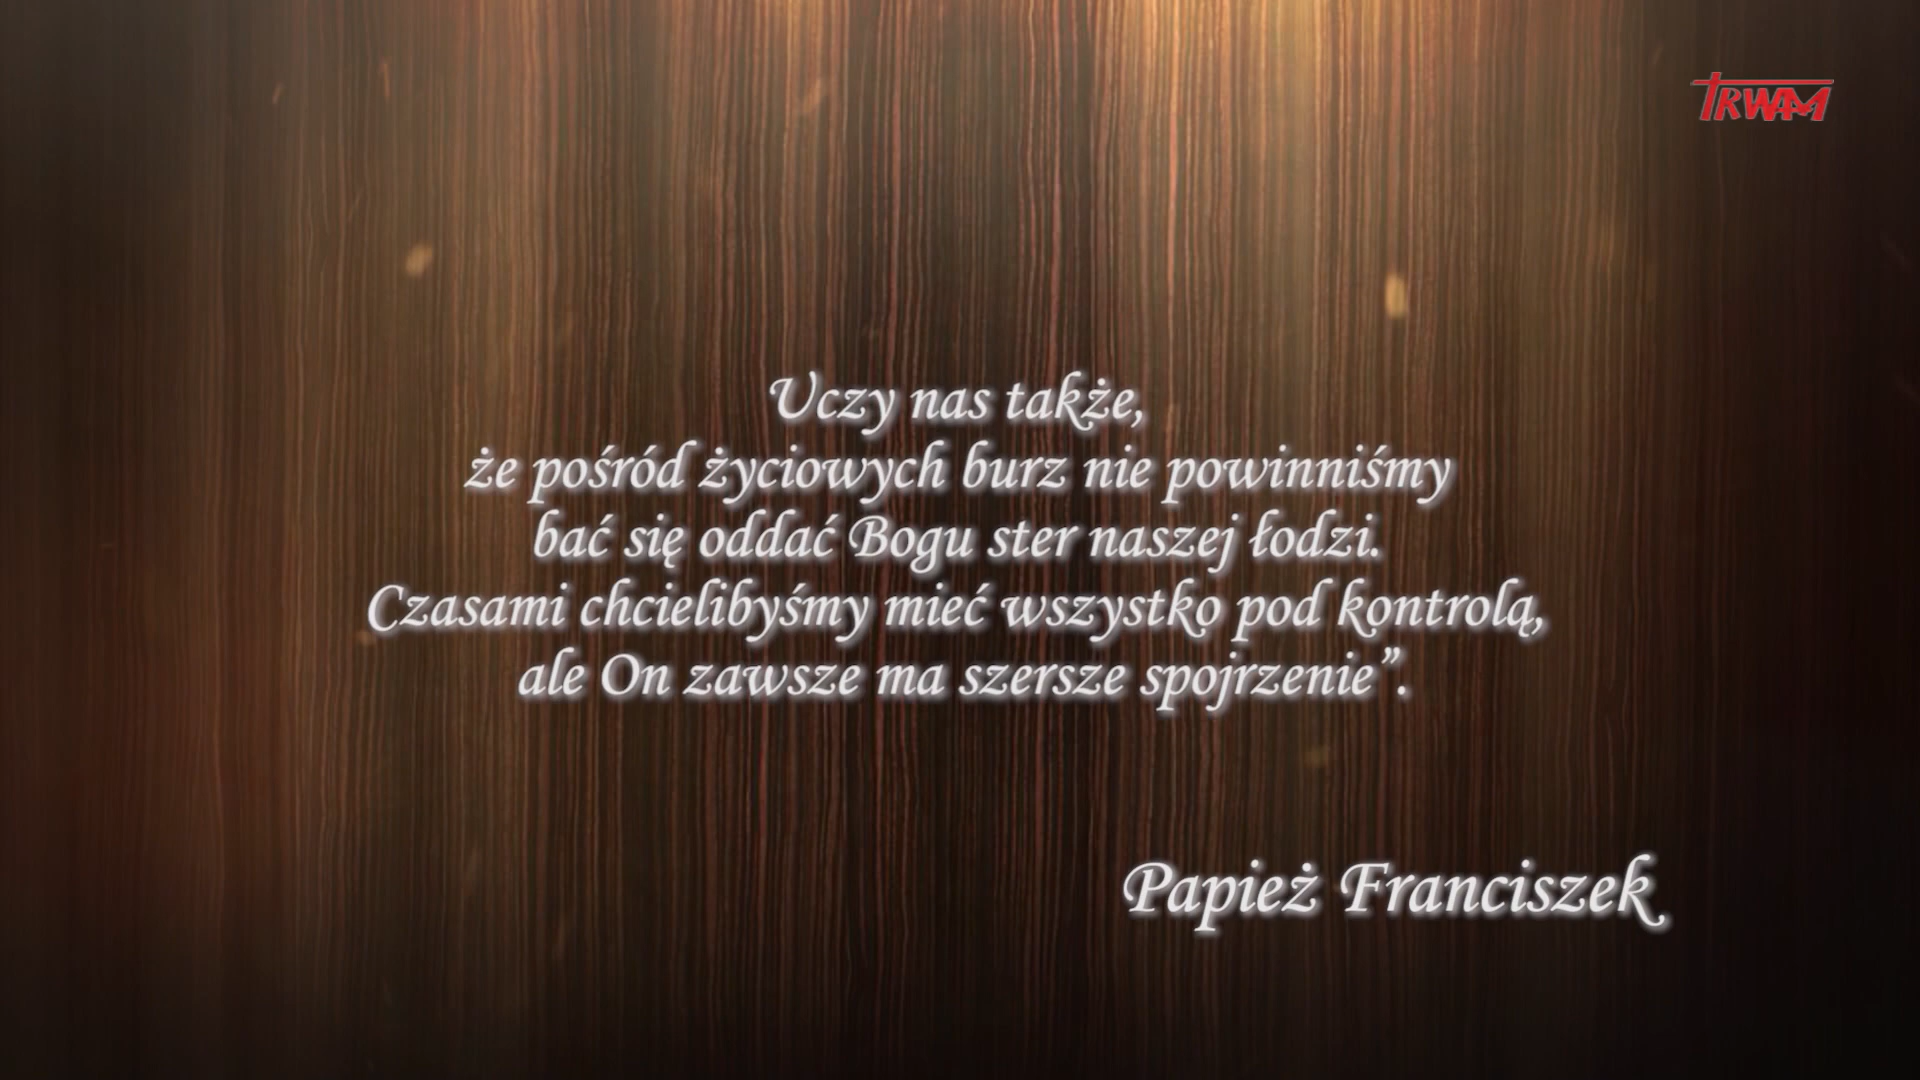 TRWAM
Uczy nas także,
że pośród życiowych burz nie powinniśmy
bać się oddać Bogu ster naszej łodzi.
Czasami chcielibyśmy mieć wszystko pod kontrolą,
ale On zawsze ma szersze spojrzenie”.
Papież Franciszek